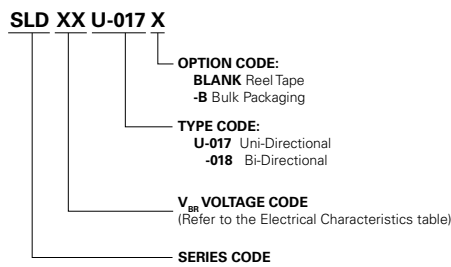 SLD XX U-017 X
OPTION CODE:
BLANK Reel Tape
-B Bulk Packaging
TYPE CODE:
U-017 Uni-Directional
-018 Bi-Directional
VBR VOLTAGE CODE
(Refer to the Electrical Characteristics table)
SERIES CODE